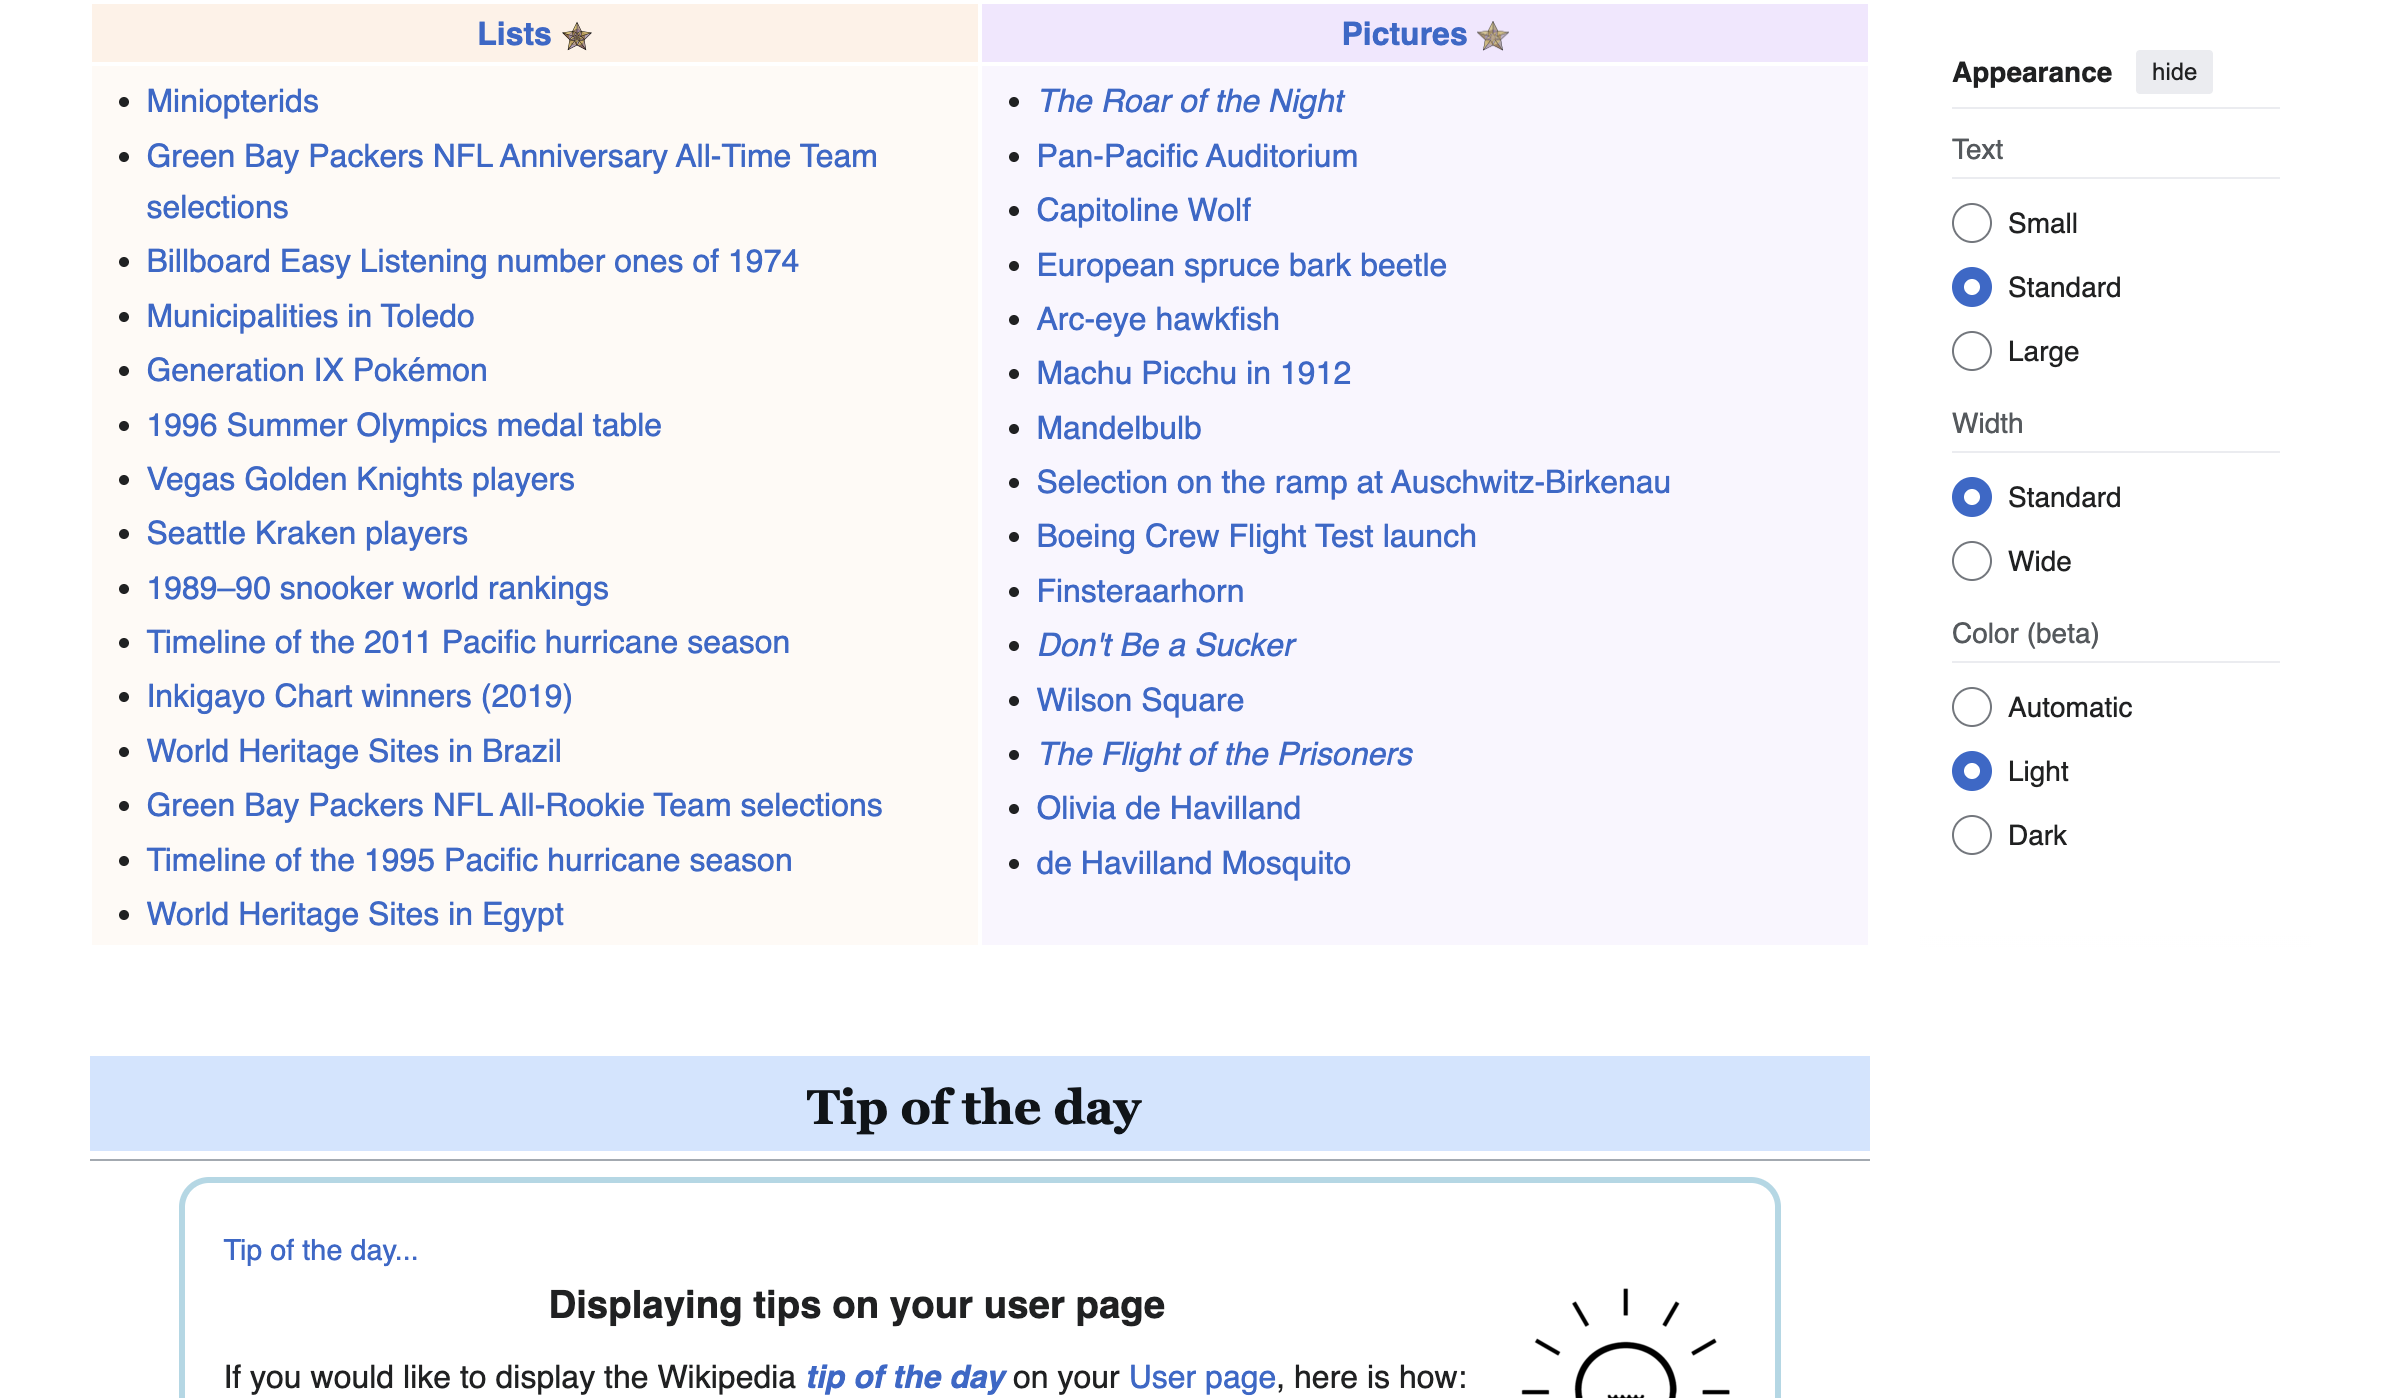 Lists
Miniopterids
Green Bay Packers NFL Anniversary All-Time Team
selections
Billboard Easy Listening number ones of 1974
Municipalities in Toledo
Generation IX Pokémon
1996 Summer Olympics medal table
Vegas Golden Knights players
Seattle Kraken players
1989–90 snooker world rankings
Timeline of the 2011 Pacific hurricane season
Inkigayo Chart winners (2019)
World Heritage Sites in Brazil
Green Bay Packers NFL All-Rookie Team selections
Timeline of the 1995 Pacific hurricane season
World Heritage Sites in Egypt
Pictures
The Roar of the Night
Pan-Pacific Auditorium
Capitoline Wolf
European spruce bark beetle
Arc-eye hawkfish
Machu Picchu in 1912
Mandelbulb
Selection on the ramp at Auschwitz-Birkenau
Boeing Crew Flight Test launch
Finsteraarhorn
Don't Be a Sucker
Wilson Square
The Flight of the Prisoners
Olivia de Havilland
de Havilland Mosquito
Appearance hide
Text
Small
Standard
Large
Width
Standard
Wide
Color (beta)
Automatic
Light
Dark
Tip of the day
Tip of the day...
Displaying tips on your user page
If you would like to display the Wikipedia tip of the day on your User page, here is how: